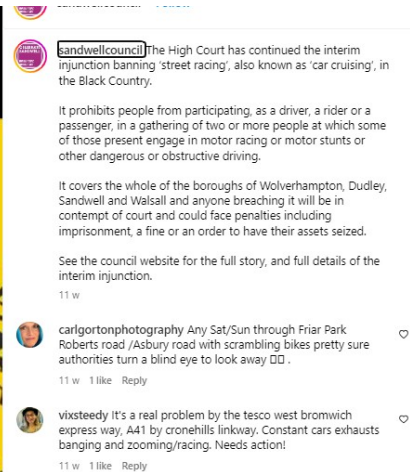 sandwellcouncil The High Court has continued the interim
injunction banning 'street racing', also known as 'car cruising', in
the Black Country.
It prohibits people from participating, as a driver, a rider or a
passenger, in a gathering of two or more people at which some
of those present engage in motor racing or motor stunts or
other dangerous or obstructive driving.
It covers the whole of the boroughs of Wolverhampton, Dudley,
Sandwell and Walsall and anyone breaching it will be in
contempt of court and could face penalties including
imprisonment, a fine or an order to have their assets seized.
See the council website for the full story, and full details of the
interim injunction.
11 w
carlgortonphotography Any Sat/Sun through Friar Park
Roberts road /Asbury road with scrambling bikes pretty sure
authorities turn a blind eye to look away □□ .
11 w 1 like Reply
vixsteedy It's a real problem by the tesco west bromwich
express way, A41 by cronehills linkway. Constant cars exhausts
banging and zooming/racing. Needs action!
11 w 1 like Reply